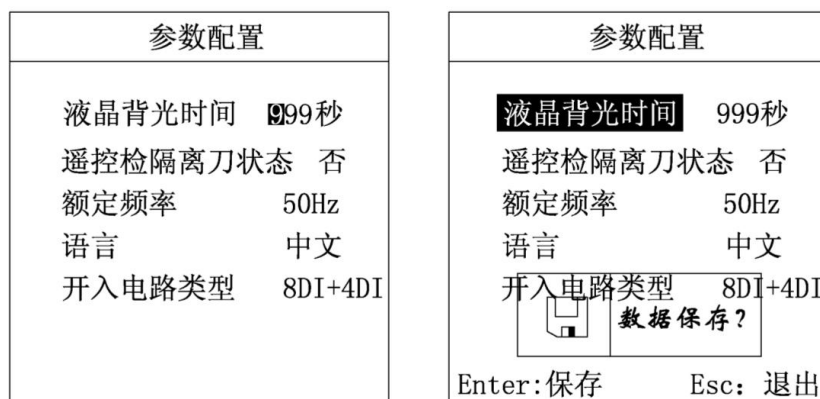 参数配置
液晶背光时间 999秒
遥控检隔离刀状态 否
额定频率 50Hz
语言 中文
开入电路类型 8DI+4DI
参数配置
液晶背光时间 999秒
遥控检隔离刀状态 否
额定频率 50Hz
语言 中文
开入电路类型 8DI+4DI
数据保存?
Enter:保存 Esc: 退出